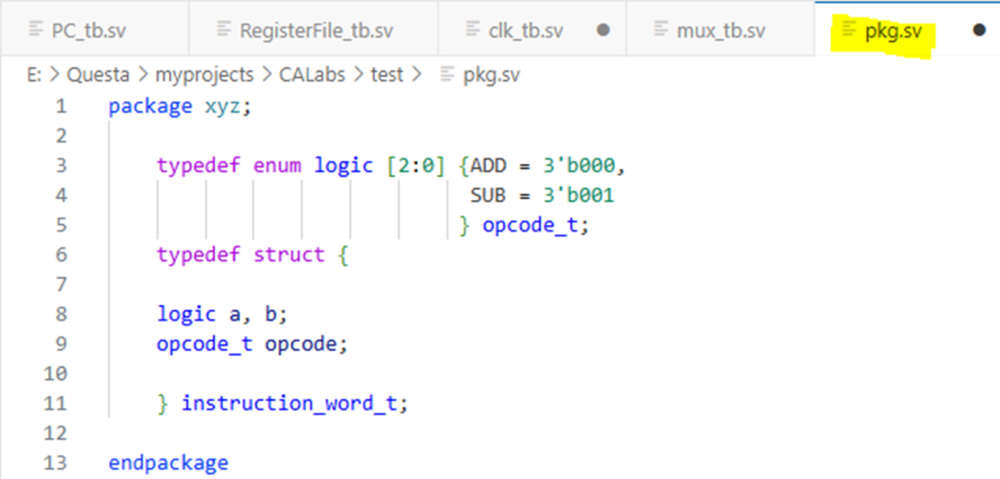 PC_tb.sv RegisterFile_tb.sv clk_tb.sv mux_tb.sv pkg.sv
E: > Questa > myprojects > CALabs > test > pkg.sv
1 package xyz;
2
3 typedef enum logic [2:0] {ADD = 3'b000,
4 SUB = 3'b001
5 } opcode_t;
6 typedef struct {
7
8 logic a, b;
9 opcode_t opcode;
10
11 } instruction_word_t;
12
13 endpackage